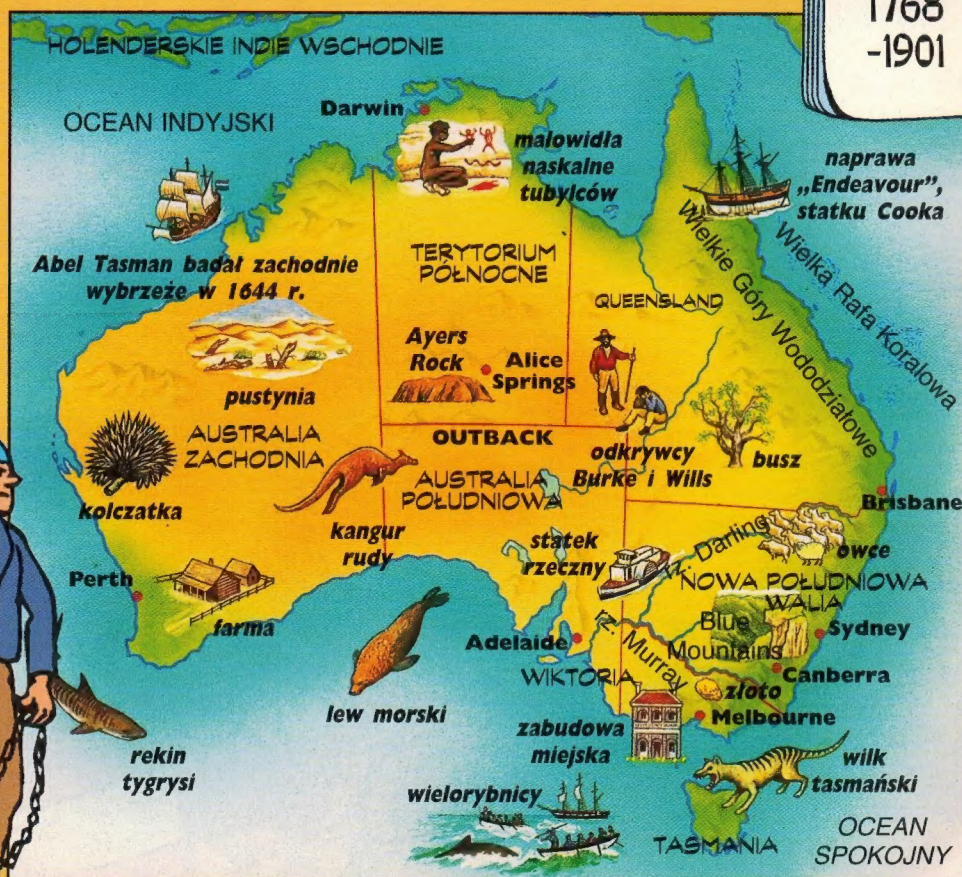 1768
-1901
HOLENDERSKIE INDIE WSCHODNIE
OCEAN INDYJSKI
Darwin
malowidła
naskalne
tubylców
naprawa
„Endeavour”,
statku Cooka
Abel Tasman badał zachodnie
wybrzeże w 1644 r.
TERYTORIUM
PÓŁNOCNE
QUEENSLAND
Wielkie Góry Wododziałowe
Wielka Rafa Koralowa
pustynia
Ayers
Rock
Alice
Springs
AUSTRALIA
ZACHODNIA
OUTBACK
AUSTRALIA
POŁUDNIOWA
odkrywcy
Burke i Wills
busz
kolczatka
kangur
rudy
Brisbane
statek
rzeczny
rz. Darling
owce
NOWA POŁUDNIOWA
WALIA
Perth
farma
Adelaide
rz. Murray
Blue
Mountains
Sydney
Canberra
WIKTORIA
złoto
Melbourne
lew morski
zabudowa
miejska
rekin
tygrysi
wilk
tasmański
wielorybnicy
TASMANIA
OCEAN
SPOKOJNY